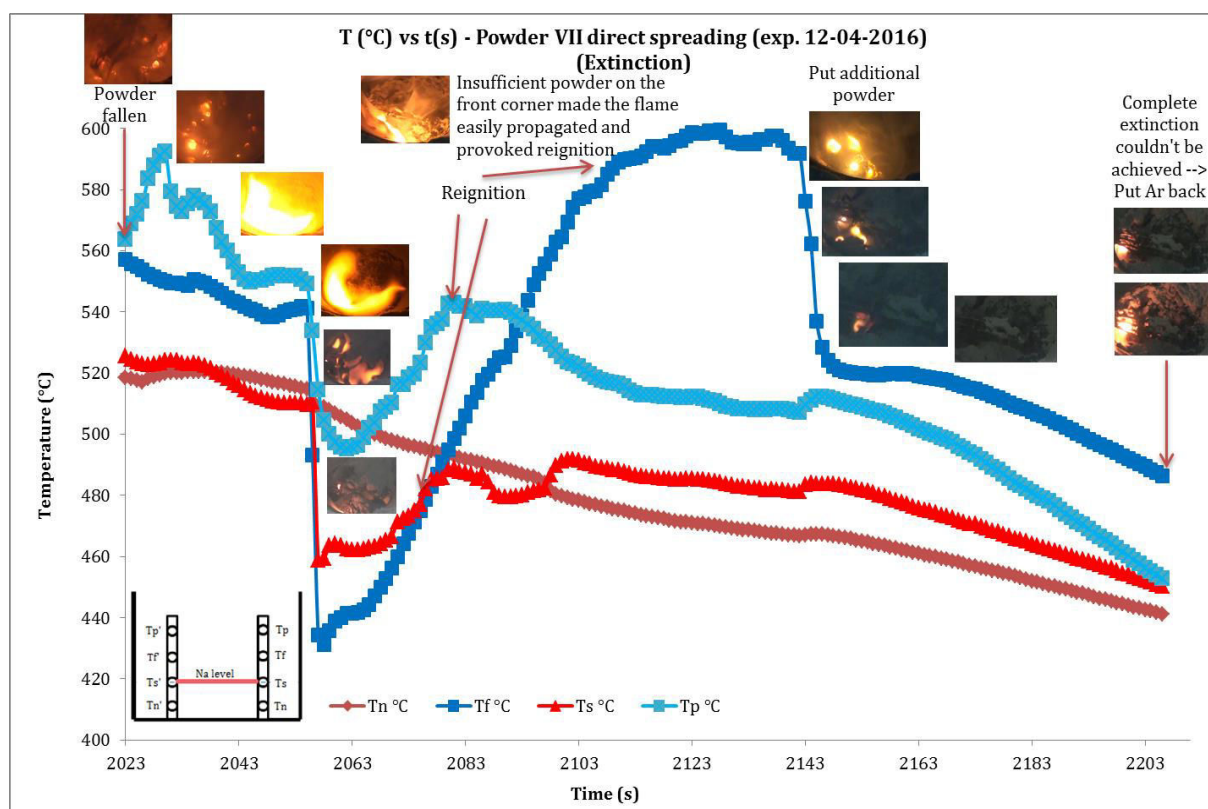 T (°C) vs t(s) - Powder VII direct spreading (exp. 12-04-2016)
(Extinction)
Powder
fallen
Insufficient powder on the
front corner made the flame
easily propagated and
provoked reignition
Reignition
Put additional
powder
Complete
extinction
couldn't be
achieved -->
Put Ar back
Temperature (°C)
600
580
560
540
520
500
480
460
440
420
400
Tp' Tp
Tf' Tf
Na level
Ts' Ts
Tn' Tn
Tn °C Tf °C Ts °C Tp °C
2023 2043 2063 2083 2103 2123 2143 2163 2183 2203
Time (s)